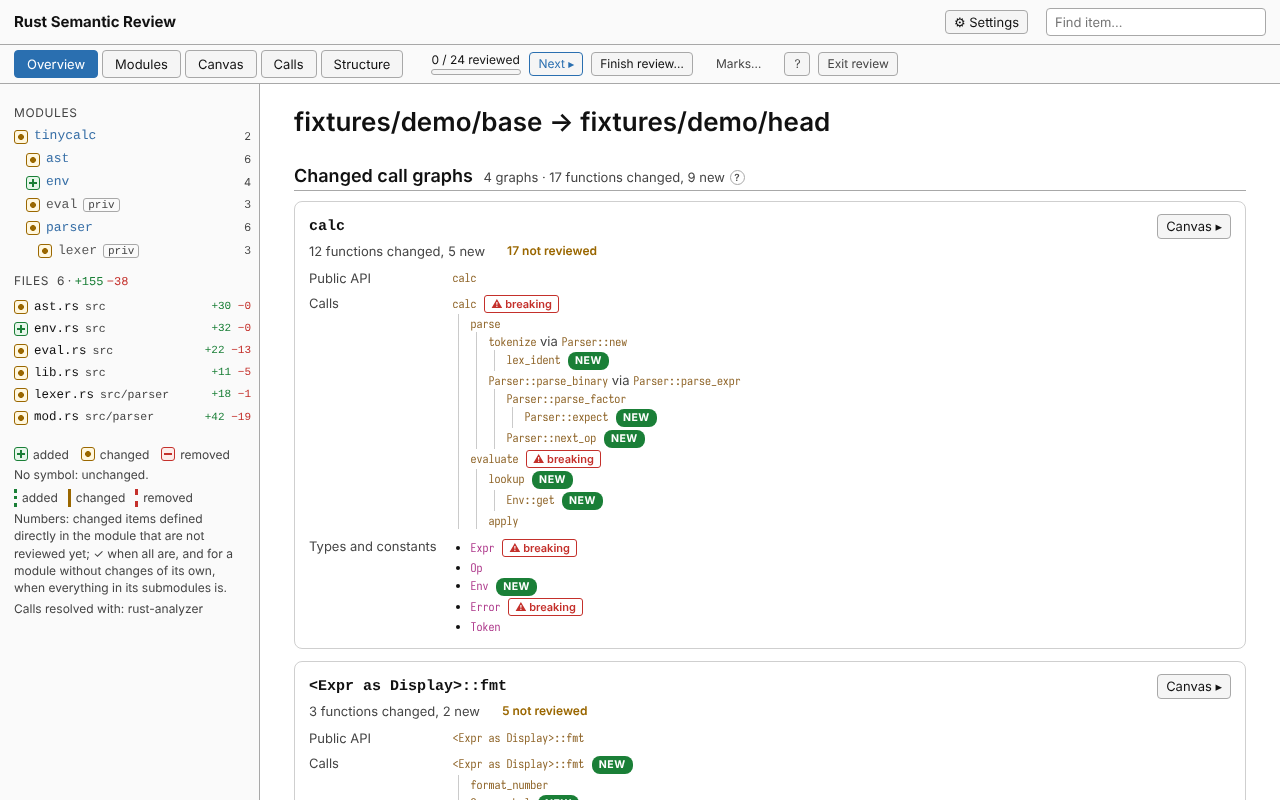 Rust Semantic Review
⚙ Settings
Find item...
Overview
Modules
Canvas
Calls
Structure
0 / 24 reviewed
Next ▸
Finish review...
Marks...
?
Exit review
MODULES
tinycalc 2
ast 6
env 4
eval priv 3
parser 6
lexer priv 3
FILES 6 · +155 −38
ast.rs src +30 −0
env.rs src +32 −0
eval.rs src +22 −13
lib.rs src +11 −5
lexer.rs src/parser +18 −1
mod.rs src/parser +42 −19
added changed removed
No symbol: unchanged.
added changed removed
Numbers: changed items defined
directly in the module that are not
reviewed yet; ✓ when all are, and for a
module without changes of its own,
when everything in its submodules is.
Calls resolved with: rust-analyzer
fixtures/demo/base → fixtures/demo/head
Changed call graphs 4 graphs · 17 functions changed, 9 new ?
calc
Canvas ▸
12 functions changed, 5 new 17 not reviewed
Public API calc
Calls calc ⚠ breaking
parse
tokenize via Parser::new
lex_ident NEW
Parser::parse_binary via Parser::parse_expr
Parser::parse_factor
Parser::expect NEW
Parser::next_op NEW
evaluate ⚠ breaking
lookup NEW
Env::get NEW
apply
Types and constants
• Expr ⚠ breaking
• Op
• Env NEW
• Error ⚠ breaking
• Token
<Expr as Display>::fmt
Canvas ▸
3 functions changed, 2 new 5 not reviewed
Public API <Expr as Display>::fmt
Calls <Expr as Display>::fmt NEW
format_number